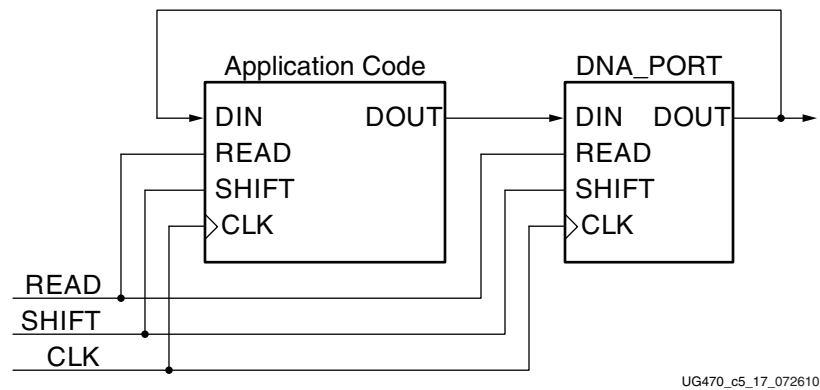 Application Code DNA_PORT
DIN DOUT DIN DOUT
READ READ
SHIFT SHIFT
CLK CLK
READ
SHIFT
CLK
UG470_c5_17_072610